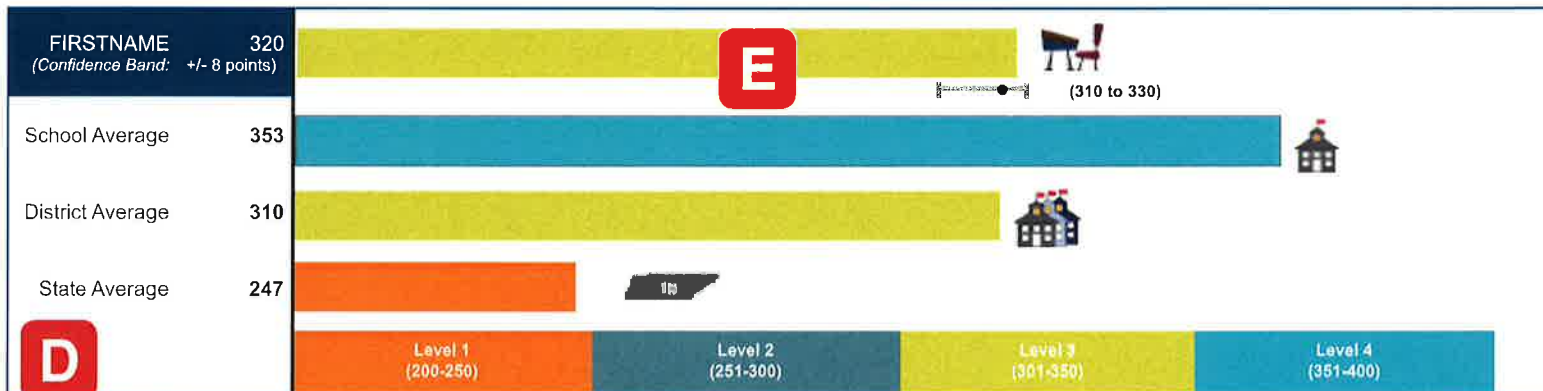 FIRSTNAME 320
(Confidence Band: +/- 8 points)
E
(310 to 330)
School Average 353
District Average 310
State Average 247
TN
D
Level 1
(200-250)
Level 2
(251-300)
Level 3
(301-350)
Level 4
(351-400)